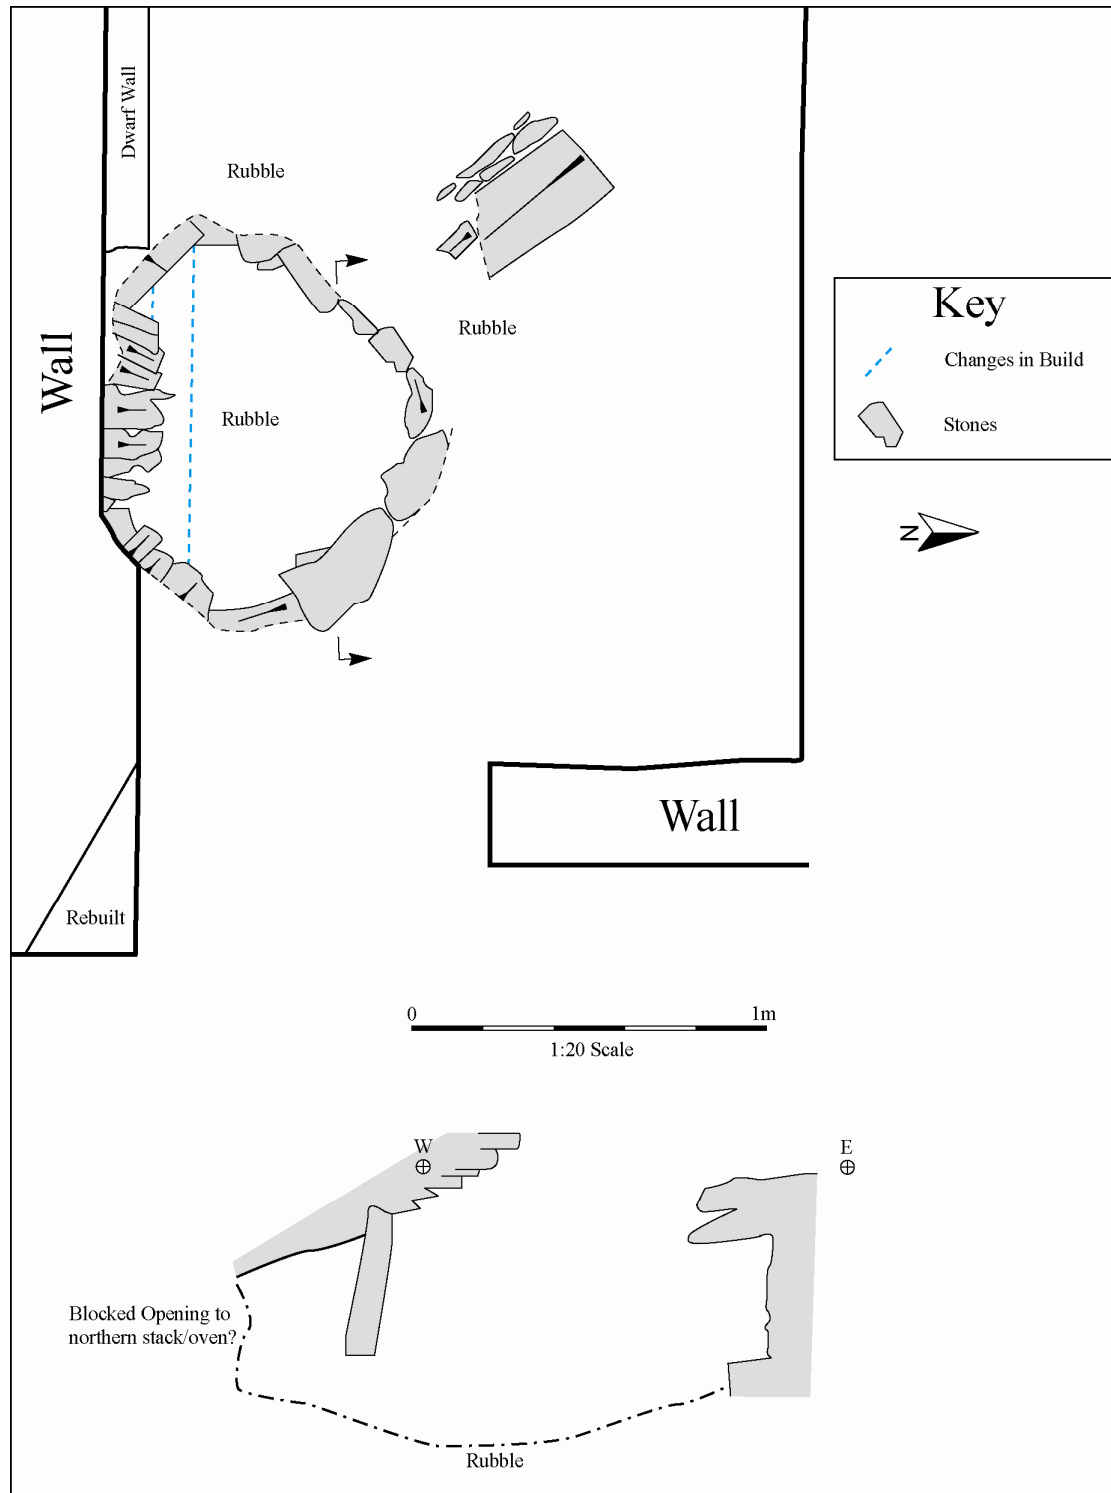 Dwarf Wall
Rubble
Wall
Rubble
Rubble
Key
Changes in Build
Stones
N
Wall
Rebuilt
0 1m
1:20 Scale
W
E
Blocked Opening to
northern stack/oven?
Rubble